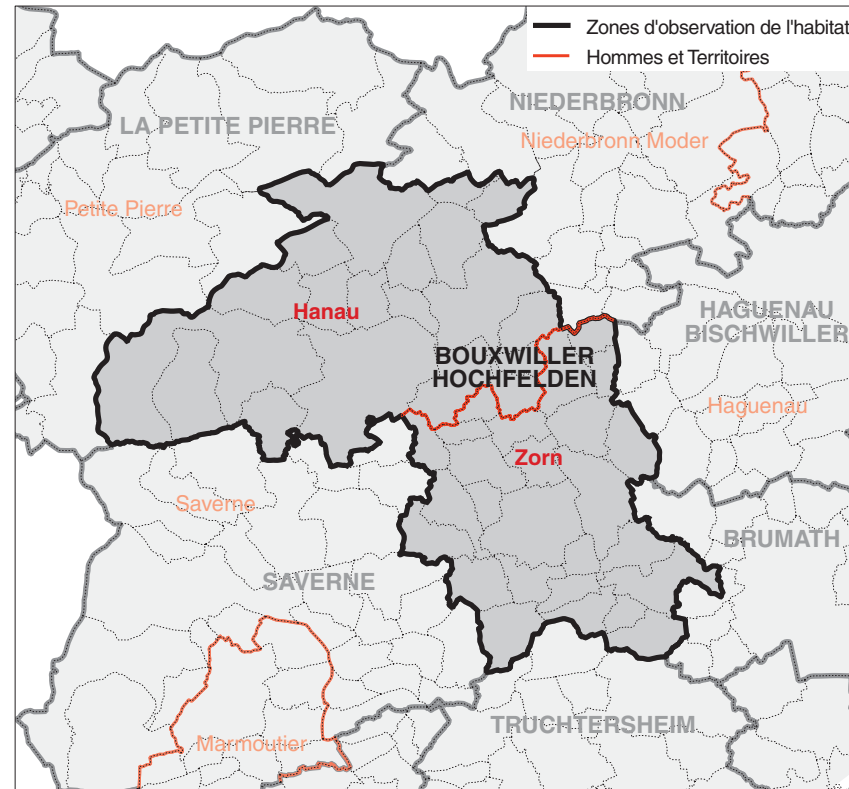 Zones d'observation de l'habitat
Hommes et Territoires
NIEDERBRONN
LA PETITE PIERRE
Niederbronn Moder
Petite Pierre
Hanau
HAGUENAU
BISCHWILLER
BOUXWILLER
HOCHFELDEN
Haguenau
Zorn
Saverne
BRUMATH
SAVERNE
TRUCHTERSHEIM
Marmoutier